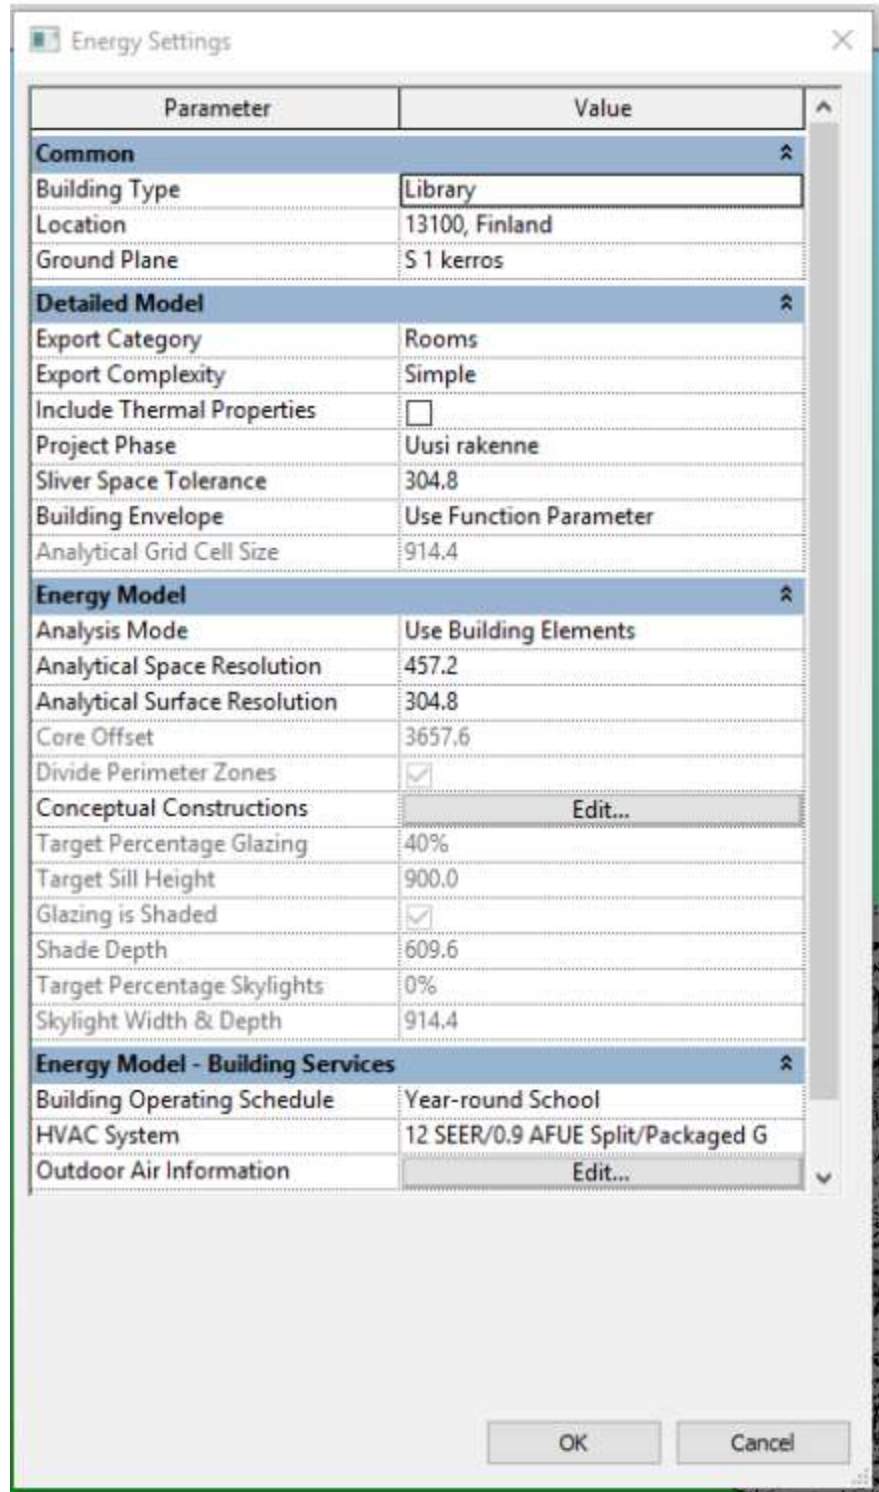 Energy Settings
Parameter Value
Common
Building Type Library
Location 13100, Finland
Ground Plane S 1 kerros
Detailed Model
Export Category Rooms
Export Complexity Simple
Include Thermal Properties
Project Phase Uusi rakenne
Sliver Space Tolerance 304.8
Building Envelope Use Function Parameter
Analytical Grid Cell Size 914.4
Energy Model
Analysis Mode Use Building Elements
Analytical Space Resolution 457.2
Analytical Surface Resolution 304.8
Core Offset 3657.6
Divide Perimeter Zones
Conceptual Constructions Edit...
Target Percentage Glazing 40%
Target Sill Height 900.0
Glazing is Shaded
Shade Depth 609.6
Target Percentage Skylights 0%
Skylight Width & Depth 914.4
Energy Model - Building Services
Building Operating Schedule Year-round School
HVAC System 12 SEER/0.9 AFUE Split/Packaged G
Outdoor Air Information Edit...
OK Cancel